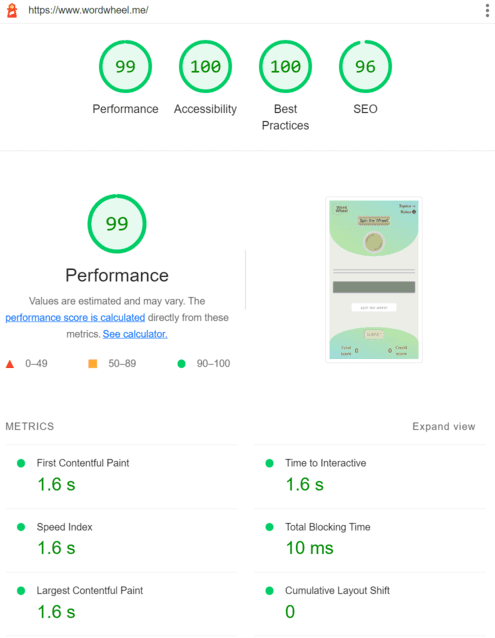 https://www.wordwheel.me/
99
100
100
96
Performance
Accessibility
Best
Practices
SEO
99
Performance
Values are estimated and may vary. The
performance score is calculated directly from these
metrics. See calculator.
0–49
50–89
90–100
Spin the Wheel
METRICS
Expand view
First Contentful Paint
1.6 s
Time to Interactive
1.6 s
Speed Index
1.6 s
Total Blocking Time
10 ms
Largest Contentful Paint
1.6 s
Cumulative Layout Shift
0